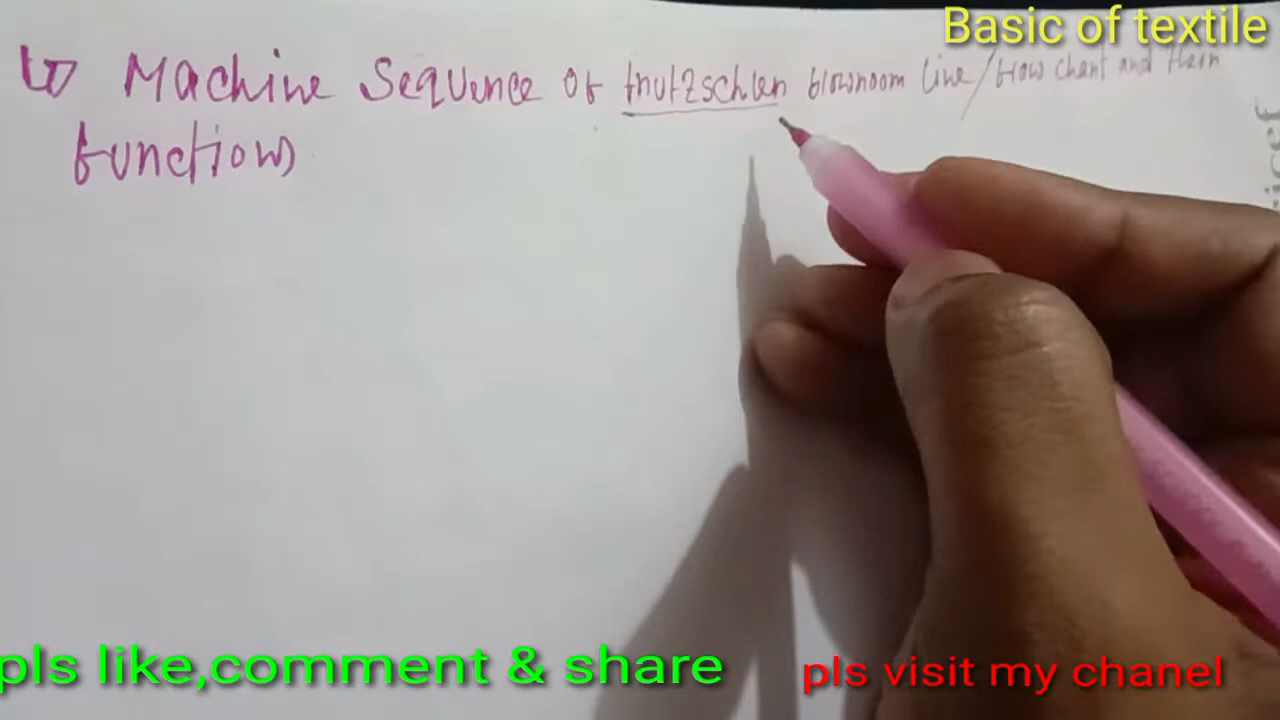 Basic of textile
Machine Sequence of trutzschler blowroom line/flow chart and their
functions
pls like,comment & share
pls visit my chanel